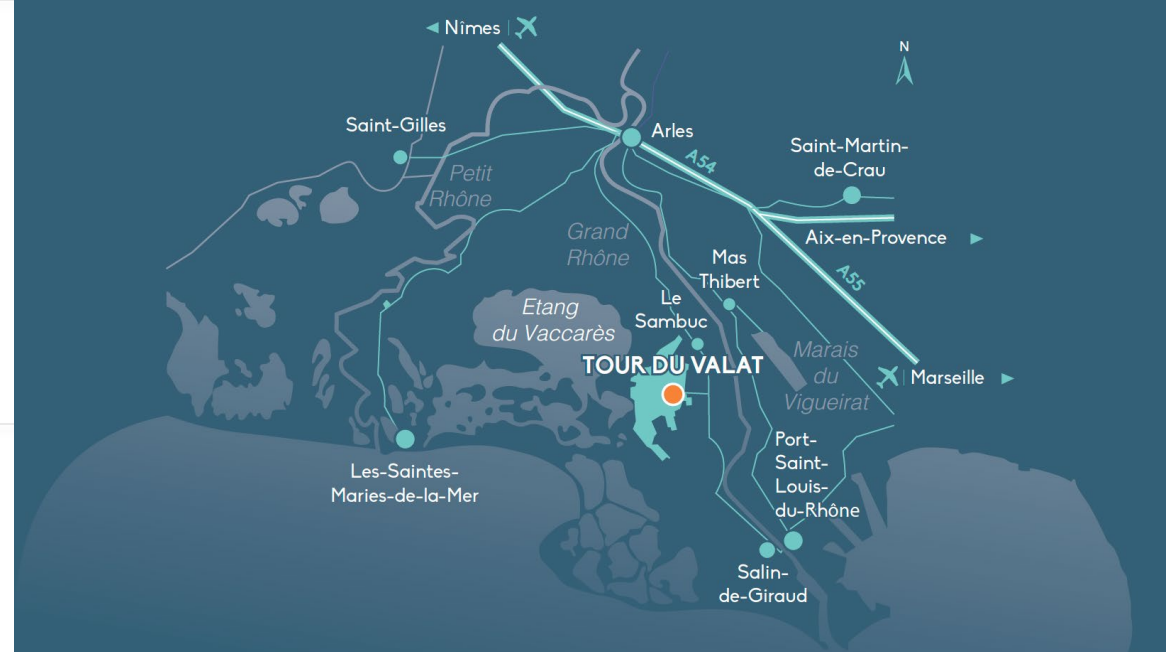 Nîmes
N
Saint-Gilles
Arles
A54
Saint-Martin-
de-Crau
Petit
Rhône
Grand
Rhône
Aix-en-Provence
Mas
Thibert
A55
Le
Sambuc
Etang
du Vaccarès
TOUR DU VALAT
Marais
du
Vigueirat
Marseille
Port-
Saint-
Louis-
du-Rhône
Les-Saintes-
Maries-de-la-Mer
Salin-
de-Giraud